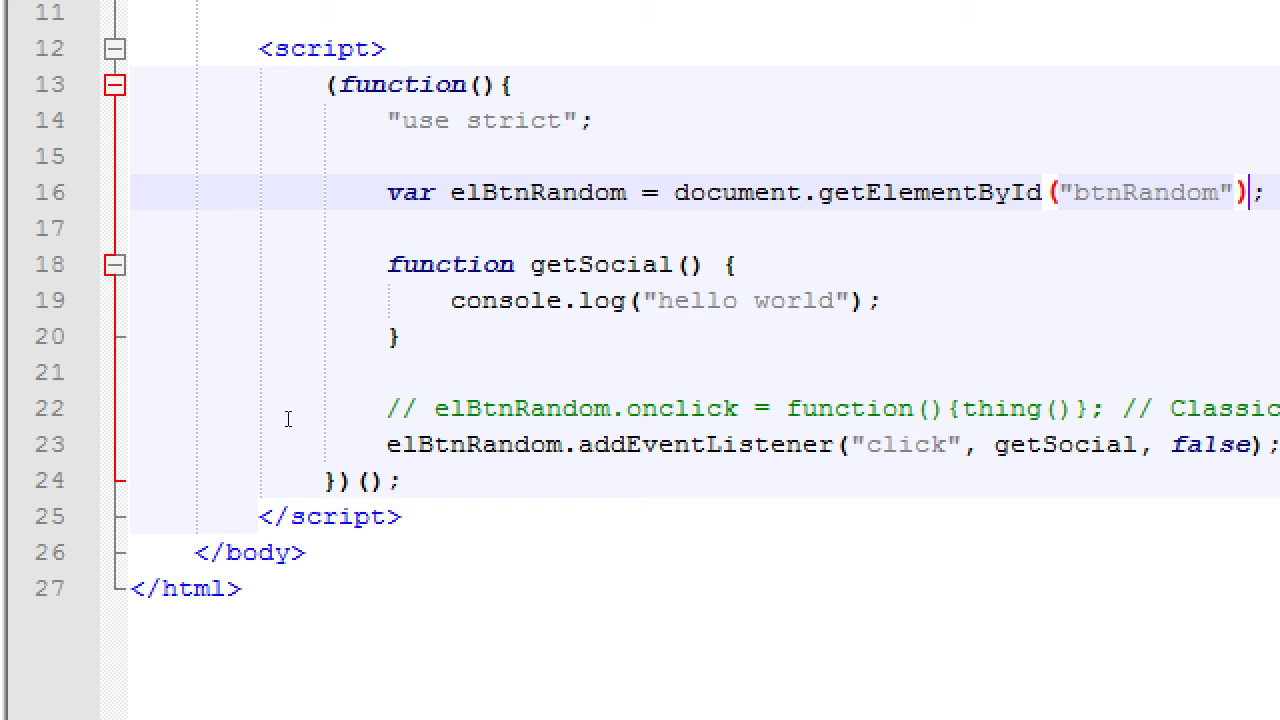 11
12 <script>
13 (function(){
14 "use strict";
15
16 var elBtnRandom = document.getElementById("btnRandom");
17
18 function getSocial() {
19 console.log("hello world");
20 }
21
22 // elBtnRandom.onclick = function(){thing()}; // Classic
23 elBtnRandom.addEventListener("click", getSocial, false);
24 })();
25 </script>
26 </body>
27 </html>